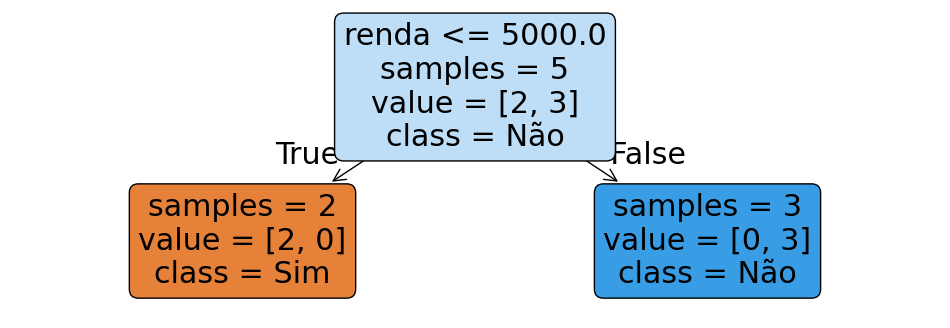 renda <= 5000.0
samples = 5
value = [2, 3]
class = Não
True
False
samples = 2
value = [2, 0]
class = Sim
samples = 3
value = [0, 3]
class = Não